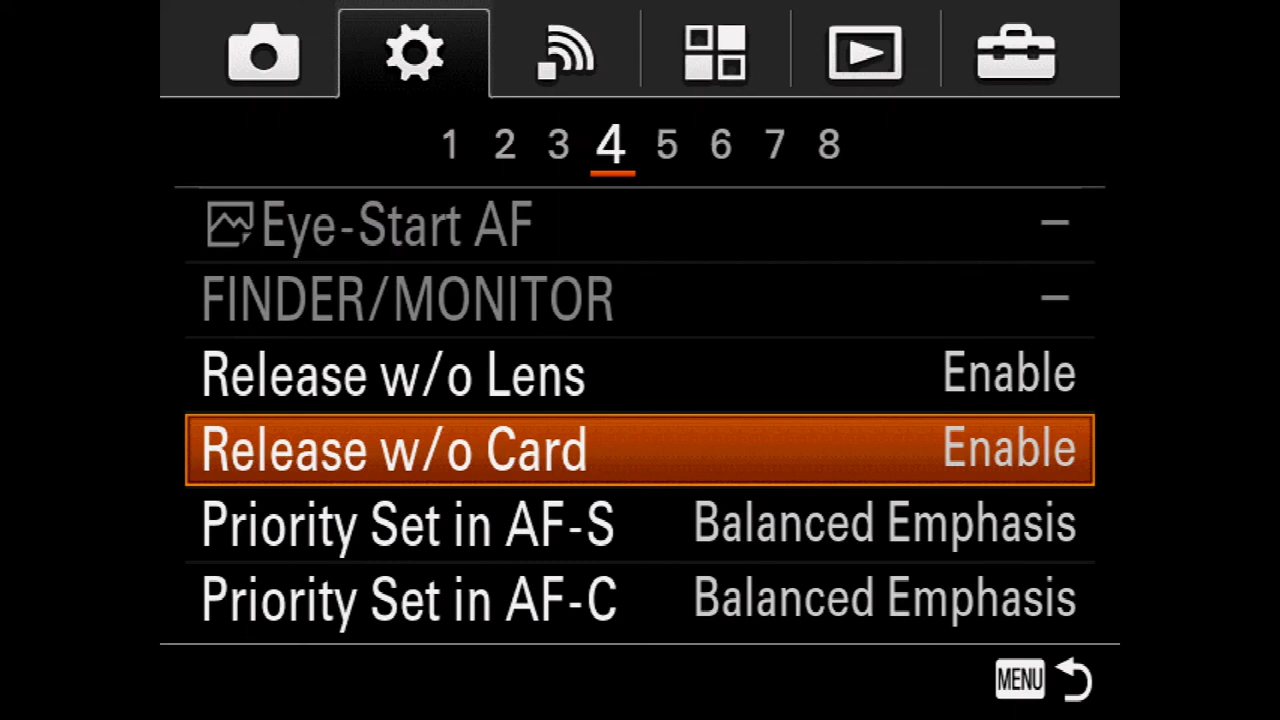 1 2 3 4 5 6 7 8
Eye-Start AF –
FINDER/MONITOR –
Release w/o Lens Enable
Release w/o Card Enable
Priority Set in AF-S Balanced Emphasis
Priority Set in AF-C Balanced Emphasis
MENU